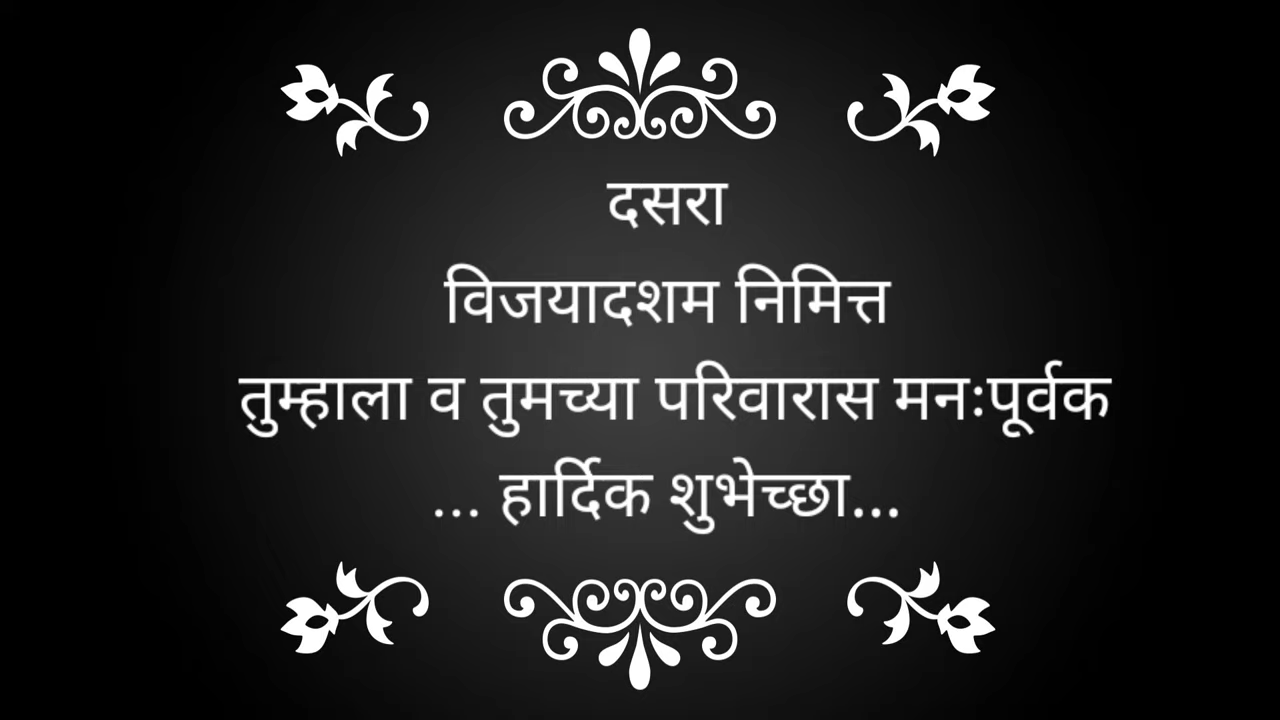 दसरा
विजयादशम निमित्त
तुम्हाला व तुमच्या परिवारास मनःपूर्वक
... हार्दिक शुभेच्छा...